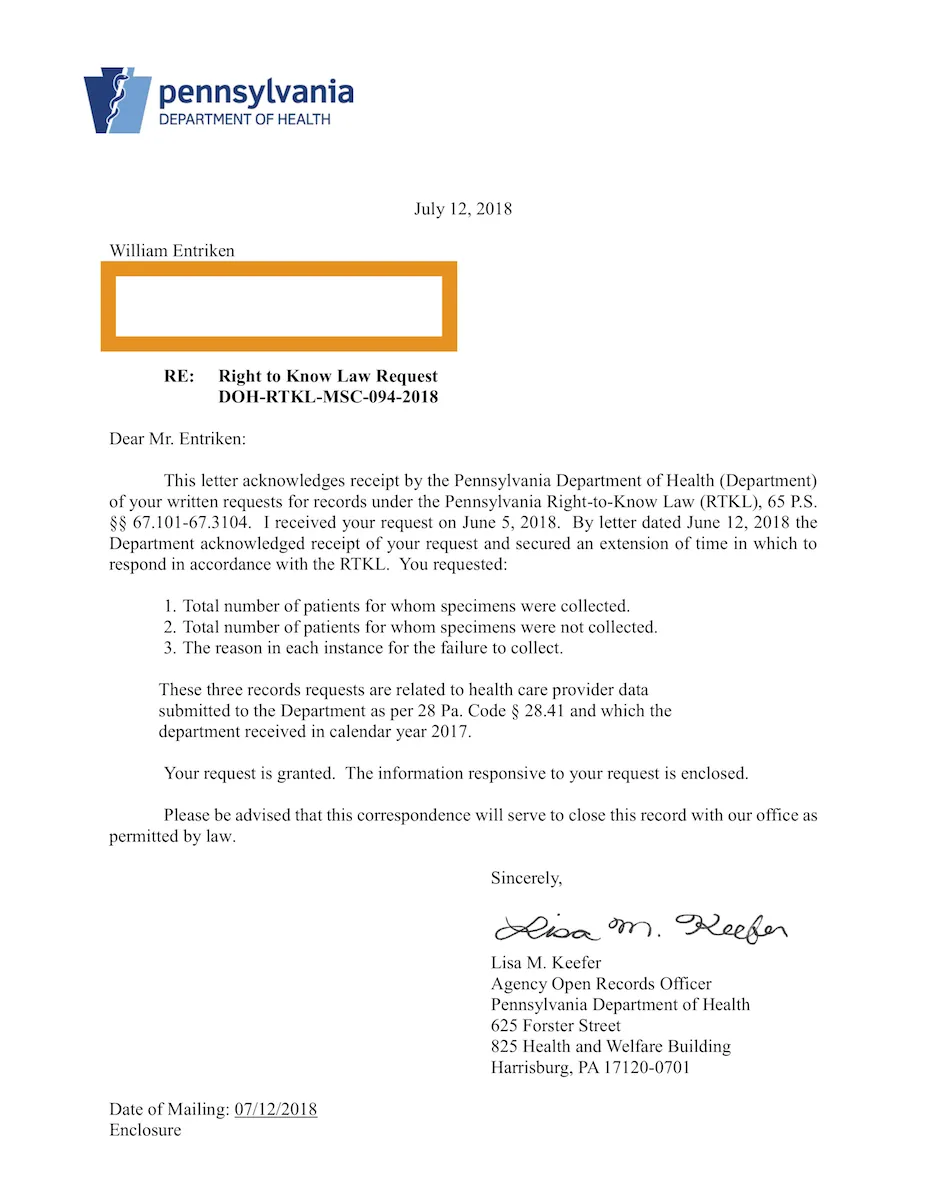 pennsylvania
DEPARTMENT OF HEALTH
July 12, 2018
William Entriken
RE: Right to Know Law Request
DOH-RTKL-MSC-094-2018
Dear Mr. Entriken:
This letter acknowledges receipt by the Pennsylvania Department of Health (Department)
of your written requests for records under the Pennsylvania Right-to-Know Law (RTKL), 65 P.S.
§§ 67.101-67.3104. I received your request on June 5, 2018. By letter dated June 12, 2018 the
Department acknowledged receipt of your request and secured an extension of time in which to
respond in accordance with the RTKL. You requested:
1. Total number of patients for whom specimens were collected.
2. Total number of patients for whom specimens were not collected.
3. The reason in each instance for the failure to collect.
These three records requests are related to health care provider data
submitted to the Department as per 28 Pa. Code § 28.41 and which the
department received in calendar year 2017.
Your request is granted. The information responsive to your request is enclosed.
Please be advised that this correspondence will serve to close this record with our office as
permitted by law.
Sincerely,
Lisa M. Keefer
Lisa M. Keefer
Agency Open Records Officer
Pennsylvania Department of Health
625 Forster Street
825 Health and Welfare Building
Harrisburg, PA 17120-0701
Date of Mailing: 07/12/2018
Enclosure